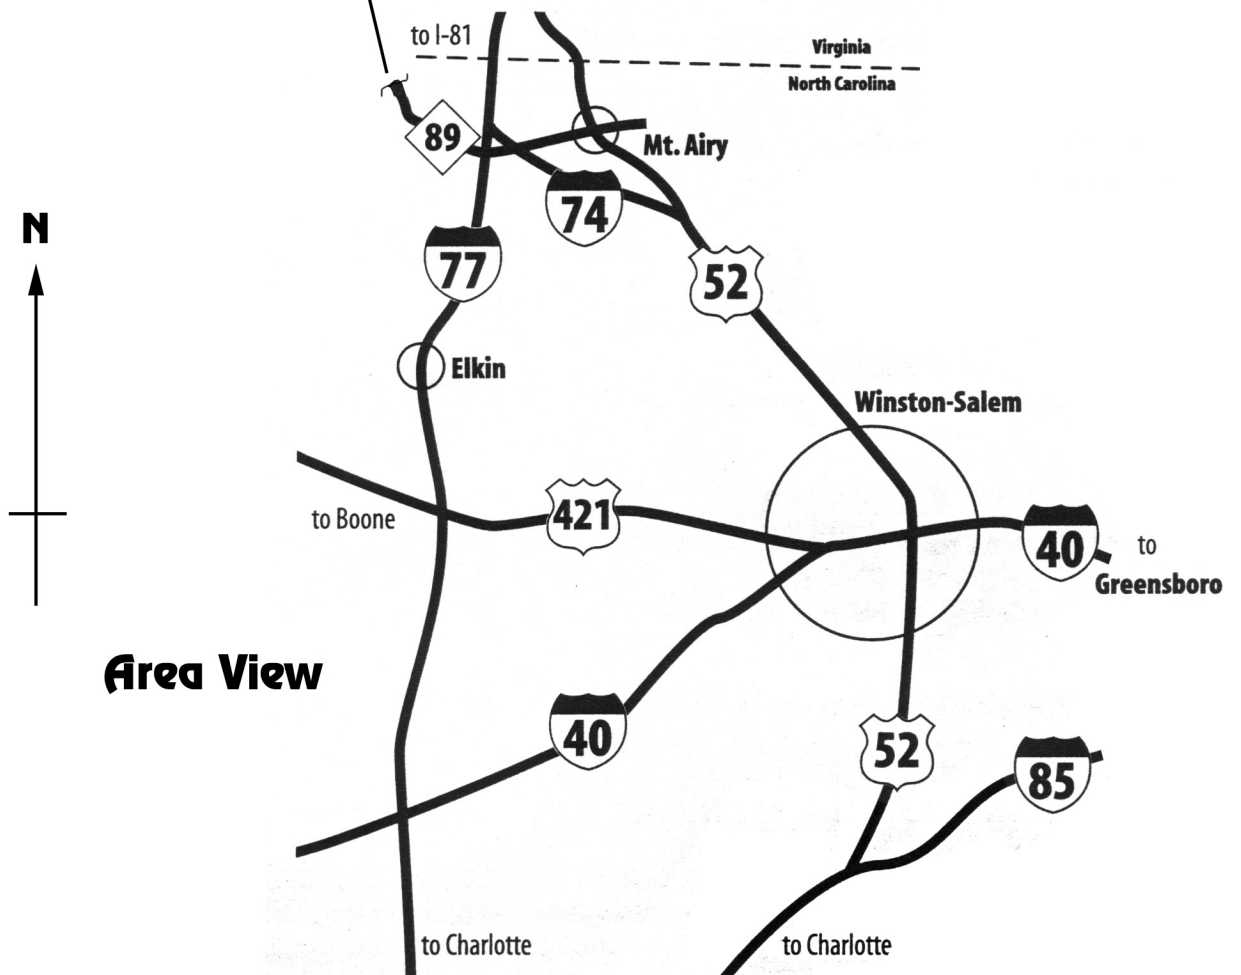 to I-81
Virginia
North Carolina
89
Mt. Airy
74
N
77
52
Elkin
Winston-Salem
421
to Boone
40
to
Greensboro
Area View
40
52
85
to Charlotte
to Charlotte